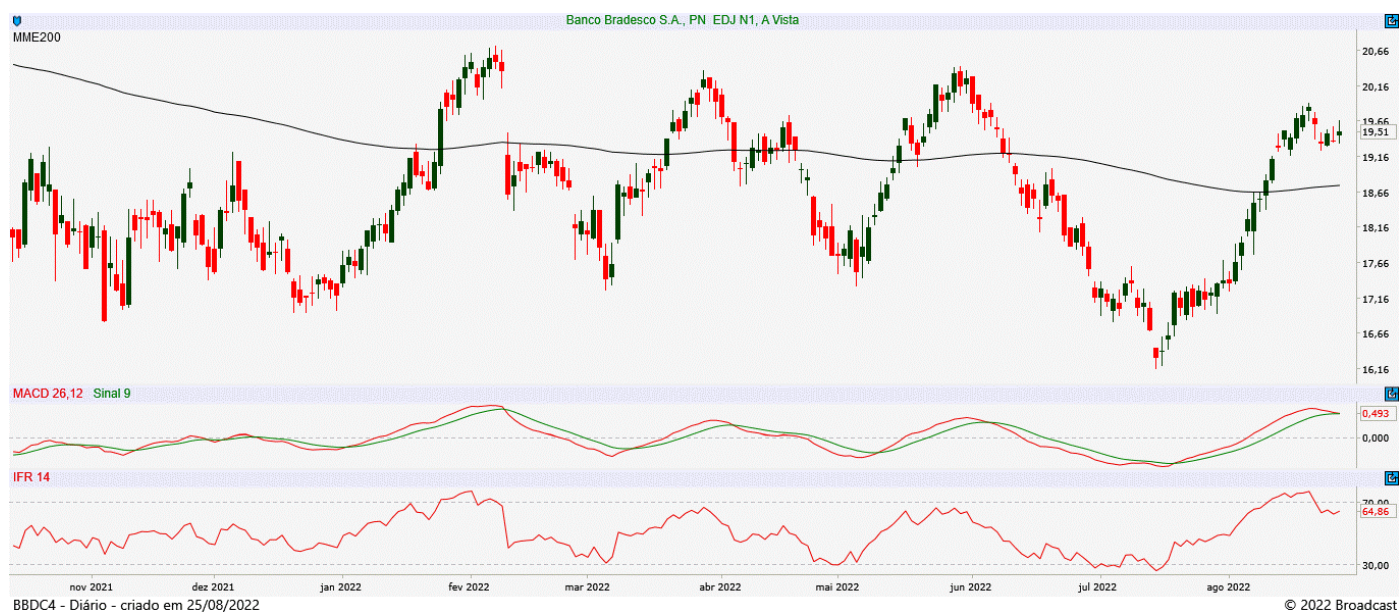 Banco Bradesco S.A., PN EDJ N1, A Vista
MME200
20,66
20,16
19,66
19,51
19,16
18,66
18,16
17,66
17,16
16,66
16,16
MACD 26,12 Sinal 9
0,493
0,000
IFR 14
70,00
64,86
30,00
nov 2021 dez 2021 jan 2022 fev 2022 mar 2022 abr 2022 mai 2022 jun 2022 jul 2022 ago 2022
BBDC4 - Diário - criado em 25/08/2022 © 2022 Broadcast